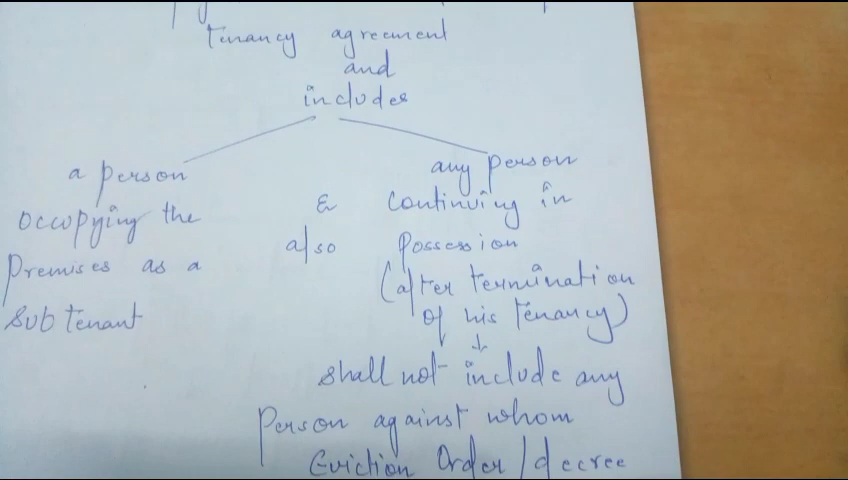 Tenancy agreement
and
includes
a person
occupying the
premises as a
Sub tenant
&
also
any person
continuing in
possession
(after termination
of his tenancy)
shall not include any
person against whom
Eviction Order/decree